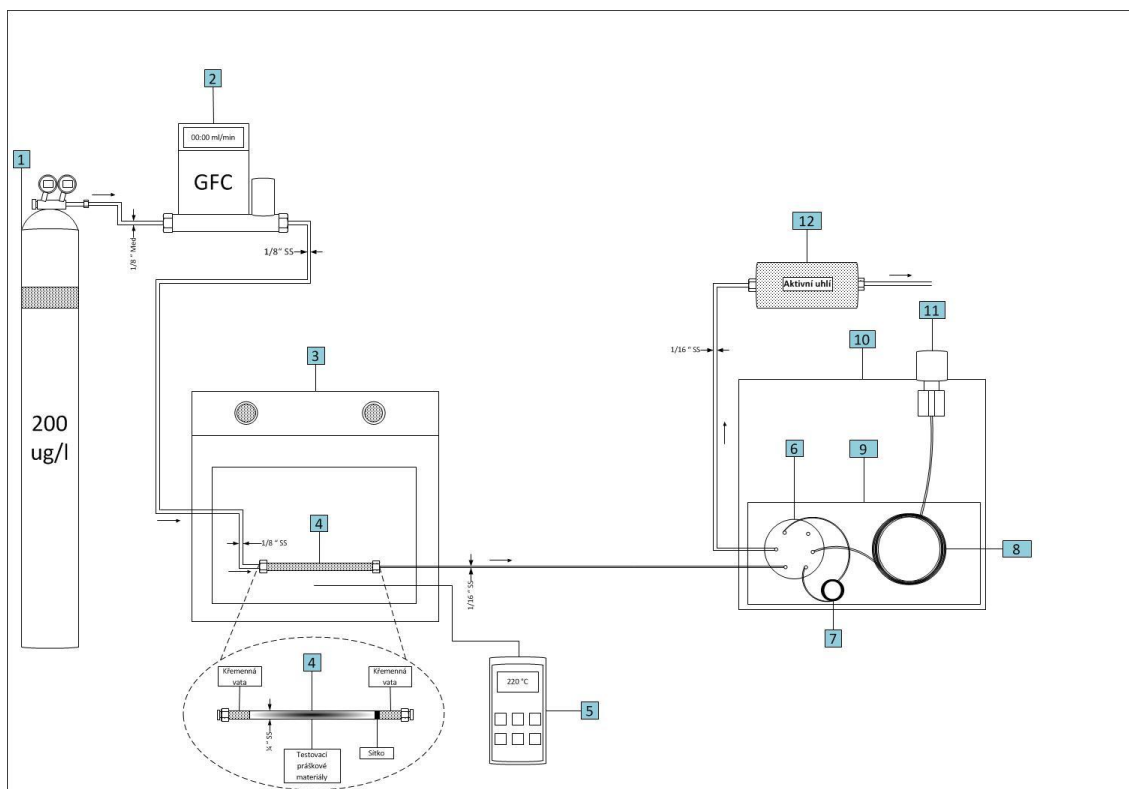 2
1
00:00 ml/min
GFC
1/8“ Med
1/8“ SS
200
ug/l
12
Aktivní uhlí
11
10
1/16 “ SS
3
6
9
4
1/8“ SS
8
1/16 “ SS
7
4
Křemenná
vata
Křemenná
vata
¼ “ SS
Testovací
práškové
materiály
Sítko
220 °C
5